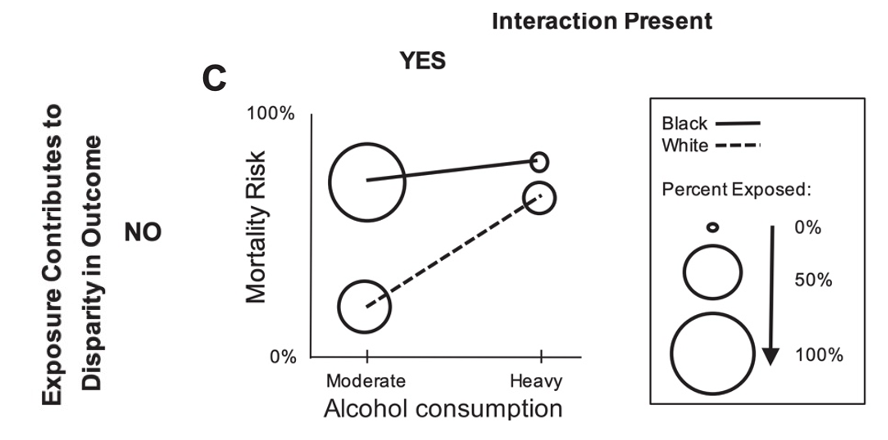 Interaction Present
YES
C
Exposure Contributes to
Disparity in Outcome
NO
100%
Mortality Risk
0%
Moderate
Heavy
Alcohol consumption
Black
White
Percent Exposed:
0%
50%
100%